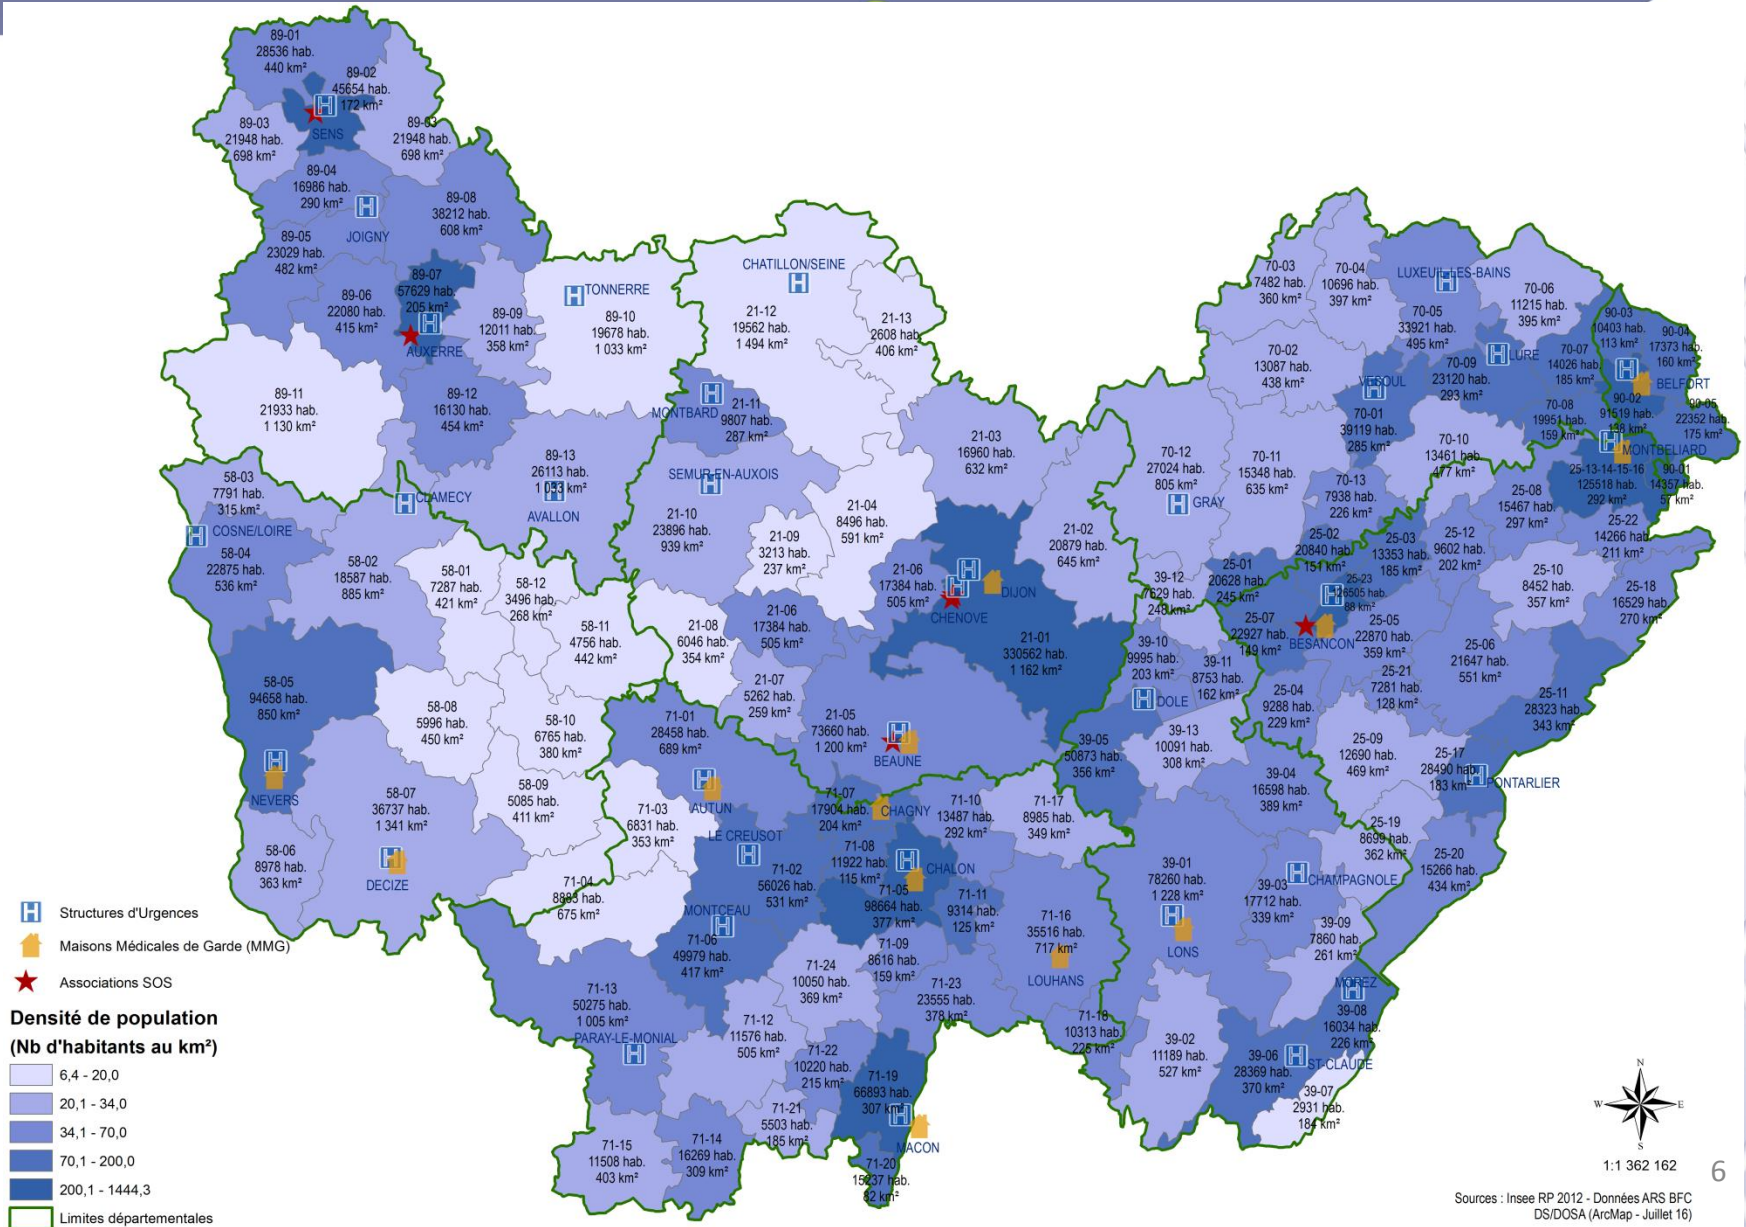 89-01
28536 hab.
440 km²
89-02
45654 hab.
172 km²
SENS
89-03
21948 hab.
698 km²
89-03
21948 hab.
698 km²
89-04
16986 hab.
290 km²
JOIGNY
89-08
38212 hab.
608 km²
89-05
23029 hab.
482 km²
89-07
57629 hab.
205 km²
AUXERRE
89-06
22080 hab.
415 km²
89-09
12011 hab.
358 km²
TONNERRE
89-10
19678 hab.
1 033 km²
89-11
21933 hab.
1 130 km²
89-12
16130 hab.
454 km²
89-13
26113 hab.
1 033 km²
AVALLON
CHATILLON/SEINE
21-12
19562 hab.
1 494 km²
21-13
2608 hab.
406 km²
MONTBARD
21-11
9807 hab.
287 km²
SEMUR-EN-AUXOIS
21-10
23896 hab.
939 km²
21-03
16960 hab.
632 km²
21-04
8496 hab.
591 km²
21-09
3213 hab.
237 km²
21-02
20879 hab.
645 km²
21-06
17384 hab.
505 km²
DIJON
CHENOVE
21-06
17384 hab.
505 km²
21-08
6046 hab.
354 km²
21-01
330562 hab.
1 162 km²
21-07
5262 hab.
259 km²
21-05
73660 hab.
1 200 km²
BEAUNE
58-03
7791 hab.
315 km²
CLAMECY
COSNE/LOIRE
58-04
22875 hab.
536 km²
58-02
18587 hab.
885 km²
58-01
7287 hab.
421 km²
58-12
3496 hab.
268 km²
58-11
4756 hab.
442 km²
58-05
94658 hab.
850 km²
NEVERS
58-08
5996 hab.
450 km²
58-10
6765 hab.
380 km²
58-09
5085 hab.
411 km²
58-07
36737 hab.
1 341 km²
DECIZE
58-06
8978 hab.
363 km²
70-03
7482 hab.
360 km²
70-04
10696 hab.
397 km²
LUXEUIL-LES-BAINS
70-05
33921 hab.
495 km²
70-06
11215 hab.
395 km²
70-02
13087 hab.
438 km²
VESOUL
70-01
39119 hab.
285 km²
70-09
23120 hab.
293 km²
LURE
70-07
14026 hab.
185 km²
70-08
19951 hab.
159 km²
90-03
10403 hab.
113 km²
90-04
17373 hab.
160 km²
BELFORT
90-02
91519 hab.
138 km²
90-05
22352 hab.
175 km²
MONTBELIARD
90-01
14357 hab.
57 km²
70-10
13461 hab.
477 km²
70-12
27024 hab.
805 km²
GRAY
70-11
15348 hab.
635 km²
70-13
7938 hab.
226 km²
25-13-14-15-16
125518 hab.
292 km²
25-08
15467 hab.
297 km²
25-22
14266 hab.
211 km²
25-02
20840 hab.
151 km²
25-03
13353 hab.
185 km²
25-12
9602 hab.
202 km²
25-01
20628 hab.
245 km²
25-23
26505 hab.
88 km²
25-10
8452 hab.
357 km²
25-18
16529 hab.
270 km²
25-07
22927 hab.
149 km²
BESANCON
25-05
22870 hab.
359 km²
25-06
21647 hab.
551 km²
25-21
7281 hab.
128 km²
25-04
9288 hab.
229 km²
25-11
28323 hab.
343 km²
25-09
12690 hab.
469 km²
25-17
28490 hab.
183 km²
PONTARLIER
25-19
8699 hab.
362 km²
25-20
15266 hab.
434 km²
39-12
7629 hab.
248 km²
39-10
9995 hab.
203 km²
39-11
8753 hab.
162 km²
DOLE
39-05
50873 hab.
356 km²
39-13
10091 hab.
308 km²
39-04
16598 hab.
389 km²
39-01
78260 hab.
1 228 km²
LONS
CHAMPAGNOLE
39-03
17712 hab.
339 km²
39-09
7860 hab.
261 km²
MOREZ
39-08
16034 hab.
226 km²
39-02
11189 hab.
527 km²
39-06
28369 hab.
370 km²
ST-CLAUDE
39-07
2931 hab.
184 km²
71-01
28458 hab.
689 km²
AUTUN
71-03
6831 hab.
353 km²
LE CREUSOT
71-02
56026 hab.
531 km²
71-07
17904 hab.
204 km²
CHAGNY
71-10
13487 hab.
292 km²
71-17
8985 hab.
349 km²
71-08
11922 hab.
115 km²
CHALON
71-05
98664 hab.
377 km²
71-11
9314 hab.
125 km²
71-04
8883 hab.
675 km²
MONTCEAU
71-06
49979 hab.
417 km²
71-16
35516 hab.
717 km²
LOUHANS
71-09
8616 hab.
159 km²
71-24
10050 hab.
369 km²
71-23
23555 hab.
378 km²
71-13
50275 hab.
1 005 km²
PARAY-LE-MONIAL
71-12
11576 hab.
505 km²
71-18
10313 hab.
225 km²
71-22
10220 hab.
215 km²
71-19
66893 hab.
307 km²
MACON
71-21
5503 hab.
185 km²
71-20
15237 hab.
82 km²
71-15
11508 hab.
403 km²
71-14
16269 hab.
309 km²
Structures d'Urgences
Maisons Médicales de Garde (MMG)
Associations SOS
Densité de population
(Nb d'habitants au km²)
6,4 - 20,0
20,1 - 34,0
34,1 - 70,0
70,1 - 200,0
200,1 - 1444,3
Limites départementales
N
W
E
S
1:1 362 162
6
Sources : Insee RP 2012 - Données ARS BFC
DS/DOSA (ArcMap - Juillet 16)